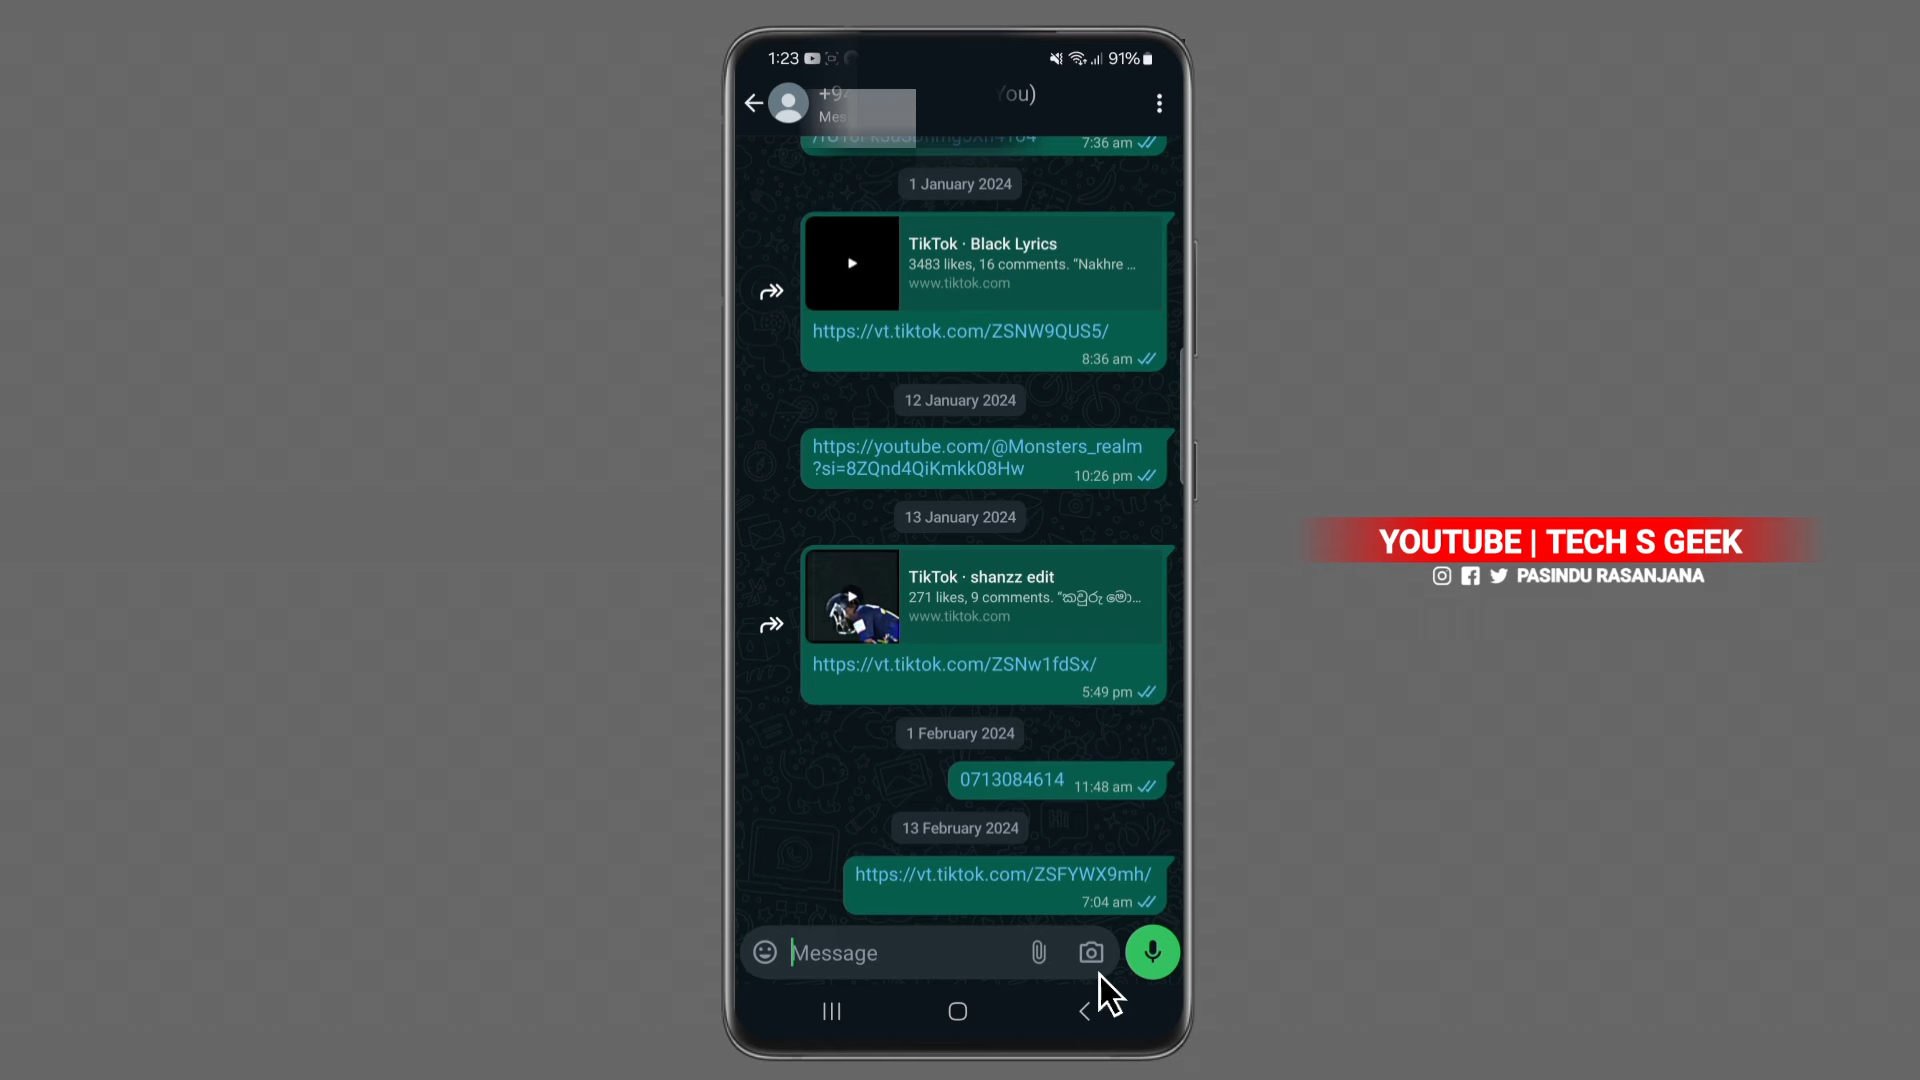 1:23
91%
You)
7:36 am
1 January 2024
TikTok · Black Lyrics
3483 likes, 16 comments. “Nakhre ...
www.tiktok.com
https://vt.tiktok.com/ZSNW9QUS5/
8:36 am
12 January 2024
https://youtube.com/@Monsters_realm
?si=8ZQnd4QiKmkk08Hw
10:26 pm
13 January 2024
TikTok · shanzz edit
271 likes, 9 comments. “කවුරු මො...
www.tiktok.com
https://vt.tiktok.com/ZSNw1fdSx/
5:49 pm
1 February 2024
0713084614 11:48 am
13 February 2024
https://vt.tiktok.com/ZSFYWX9mh/
7:04 am
Message
YOUTUBE | TECH S GEEK
PASINDU RASANJANA